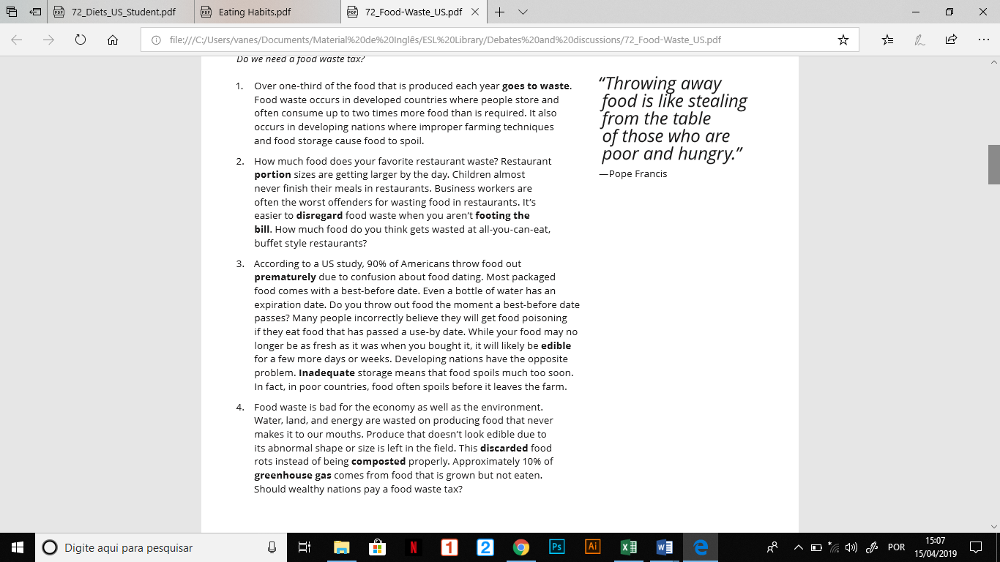 72_Diets_US_Student.pdf
Eating Habits.pdf
72_Food-Waste_US.pdf
file:///C:/Users/vanes/Documents/Material%20de%20Inglês/ESL%20Library/Debates%20and%20discussions/72_Food-Waste_US.pdf
Do we need a food waste tax?
1. Over one-third of the food that is produced each year goes to waste.
Food waste occurs in developed countries where people store and
often consume up to two times more food than is required. It also
occurs in developing nations where improper farming techniques
and food storage cause food to spoil.
2. How much food does your favorite restaurant waste? Restaurant
portion sizes are getting larger by the day. Children almost
never finish their meals in restaurants. Business workers are
often the worst offenders for wasting food in restaurants. It's
easier to disregard food waste when you aren't footing the
bill. How much food do you think gets wasted at all-you-can-eat,
buffet style restaurants?
3. According to a US study, 90% of Americans throw food out
prematurely due to confusion about food dating. Most packaged
food comes with a best-before date. Even a bottle of water has an
expiration date. Do you throw out food the moment a best-before date
passes? Many people incorrectly believe they will get food poisoning
if they eat food that has passed a use-by date. While your food may no
longer be as fresh as it was when you bought it, it will likely be edible
for a few more days or weeks. Developing nations have the opposite
problem. Inadequate storage means that food spoils much too soon.
In fact, in poor countries, food often spoils before it leaves the farm.
4. Food waste is bad for the economy as well as the environment.
Water, land, and energy are wasted on producing food that never
makes it to our mouths. Produce that doesn't look edible due to
its abnormal shape or size is left in the field. This discarded food
rots instead of being composted properly. Approximately 10% of
greenhouse gas comes from food that is grown but not eaten.
Should wealthy nations pay a food waste tax?
“Throwing away
food is like stealing
from the table
of those who are
poor and hungry.”
—Pope Francis
Digite aqui para pesquisar
N
1
2
Ps
Ai
POR
15:07
15/04/2019